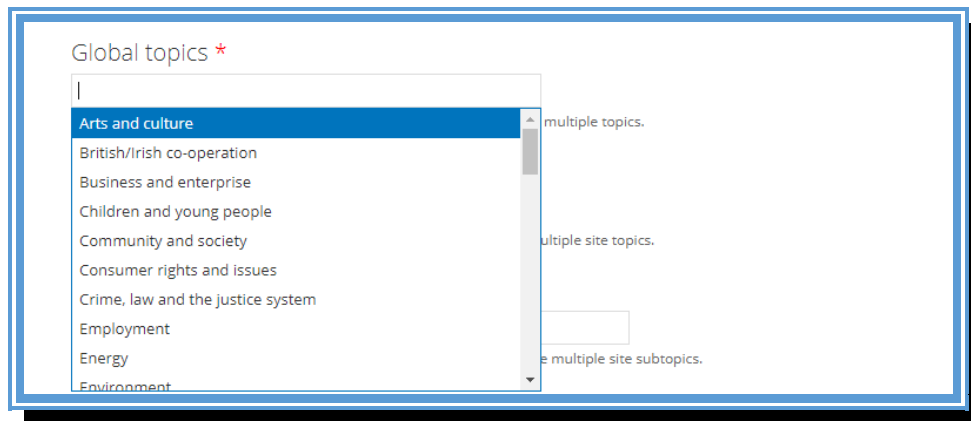 Global topics *
Arts and culture
multiple topics.
British/Irish co-operation
Business and enterprise
Children and young people
Community and society
ultiple site topics.
Consumer rights and issues
Crime, law and the justice system
Employment
Energy
e multiple site subtopics.
Environment